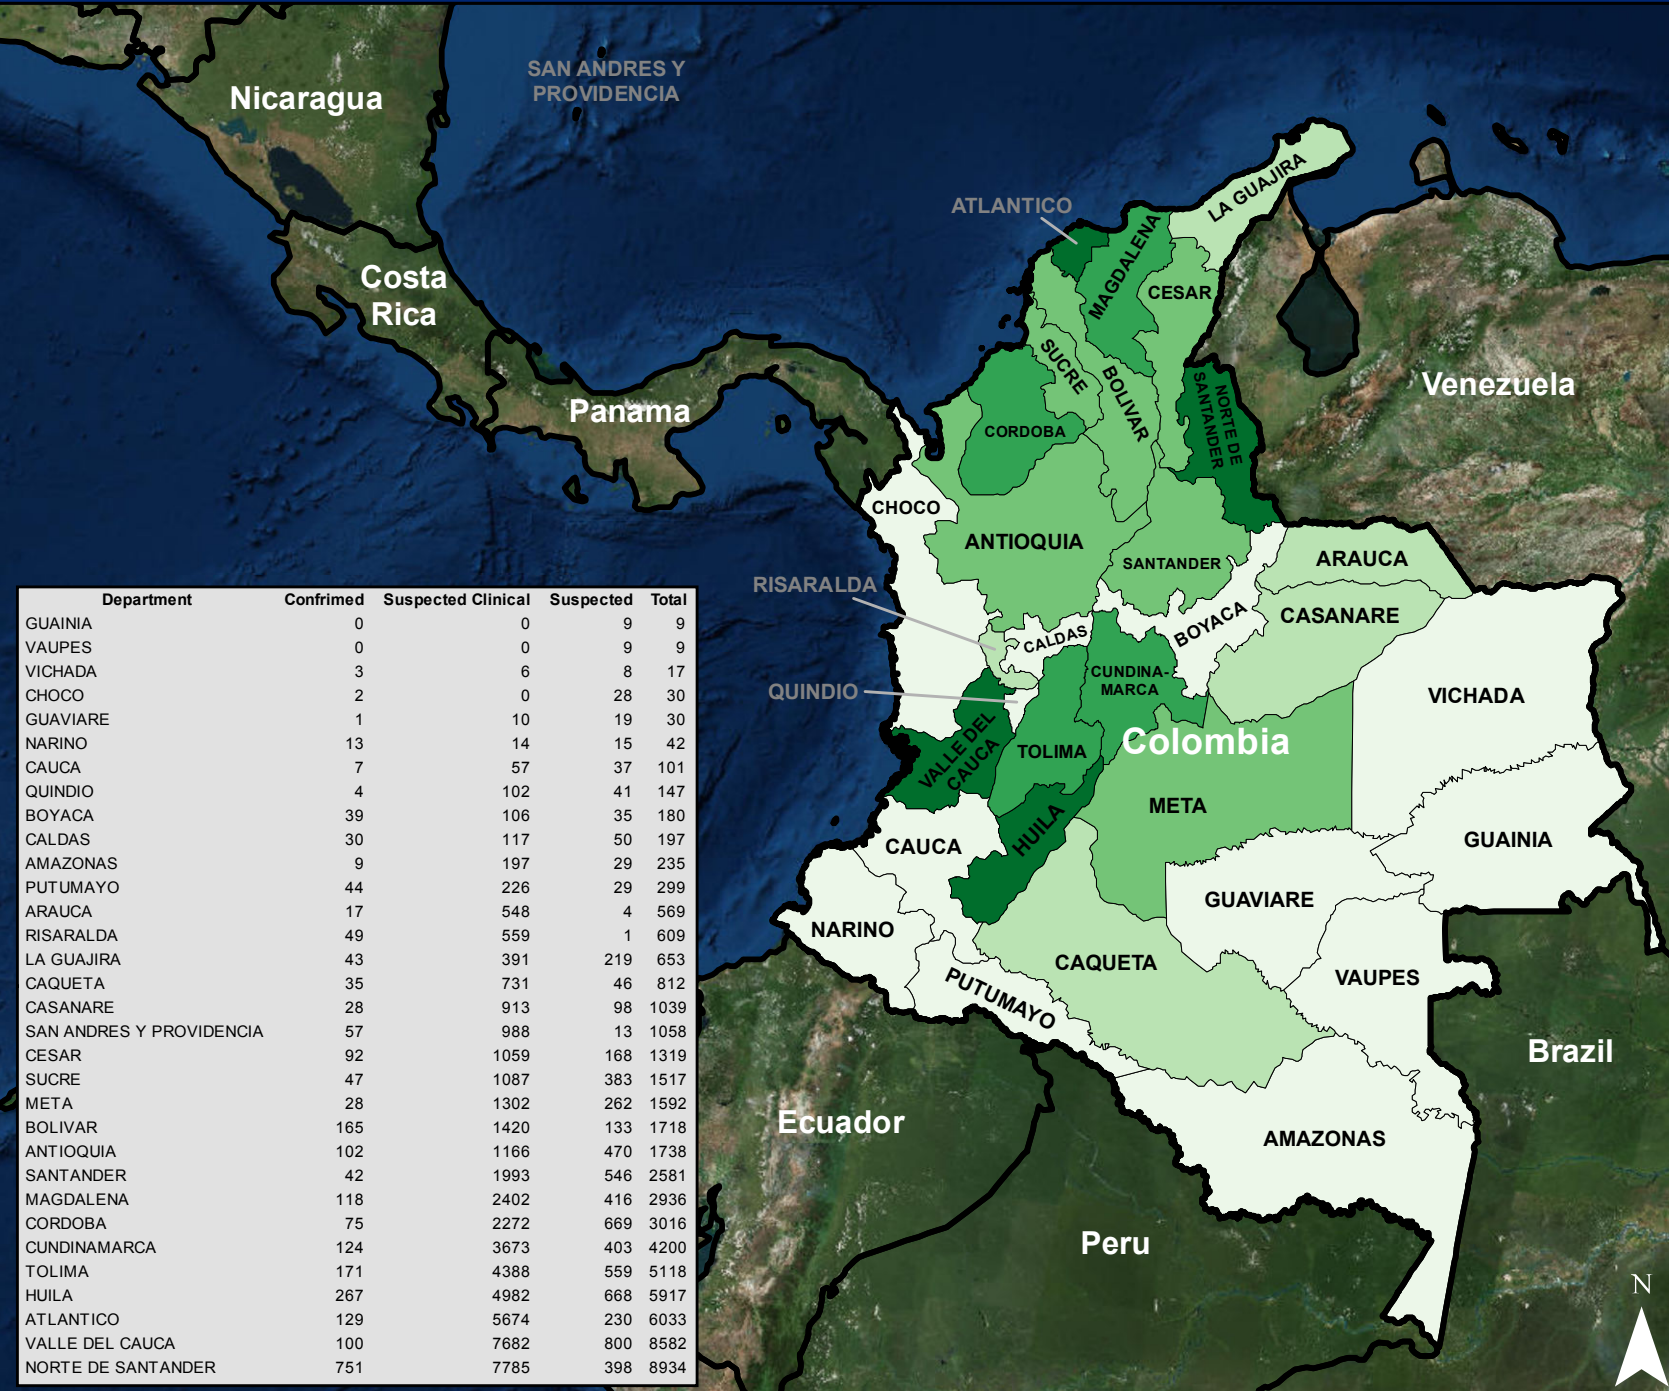 SAN ANDRES Y
PROVIDENCIA
Nicaragua
ATLANTICO
LA GUAJIRA
MAGDALENA
CESAR
Costa
Rica
SUCRE
BOLIVAR
NORTE DE
SANTANDER
Venezuela
Panama
CORDOBA
CHOCO
ANTIOQUIA
SANTANDER
ARAUCA
RISARALDA
CASANARE
BOYACA
CALDAS
CUNDINA-
MARCA
QUINDIO
VICHADA
VALLE DEL
CAUCA
TOLIMA
Colombia
META
HUILA
CAUCA
GUAINIA
GUAVIARE
NARINO
CAQUETA
VAUPES
PUTUMAYO
Brazil
Ecuador
AMAZONAS
Peru
N
Department Confrimed Suspected Clinical Suspected Total
GUAINIA 0 0 9 9
VAUPES 0 0 9 9
VICHADA 3 6 8 17
CHOCO 2 0 28 30
GUAVIARE 1 10 19 30
NARINO 13 14 15 42
CAUCA 7 57 37 101
QUINDIO 4 102 41 147
BOYACA 39 106 35 180
CALDAS 30 117 50 197
AMAZONAS 9 197 29 235
PUTUMAYO 44 226 29 299
ARAUCA 17 548 4 569
RISARALDA 49 559 1 609
LA GUAJIRA 43 391 219 653
CAQUETA 35 731 46 812
CASANARE 28 913 98 1039
SAN ANDRES Y PROVIDENCIA 57 988 13 1058
CESAR 92 1059 168 1319
SUCRE 47 1087 383 1517
META 28 1302 262 1592
BOLIVAR 165 1420 133 1718
ANTIOQUIA 102 1166 470 1738
SANTANDER 42 1993 546 2581
MAGDALENA 118 2402 416 2936
CORDOBA 75 2272 669 3016
CUNDINAMARCA 124 3673 403 4200
TOLIMA 171 4388 559 5118
HUILA 267 4982 668 5917
ATLANTICO 129 5674 230 6033
VALLE DEL CAUCA 100 7682 800 8582
NORTE DE SANTANDER 751 7785 398 8934